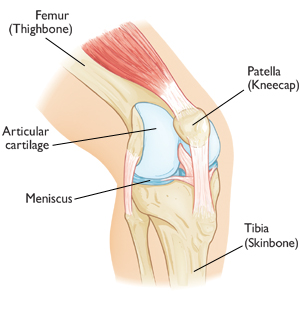 Femur
(Thighbone)
Patella
(Kneecap)
Articular
cartilage
Meniscus
Tibia
(Skinbone)